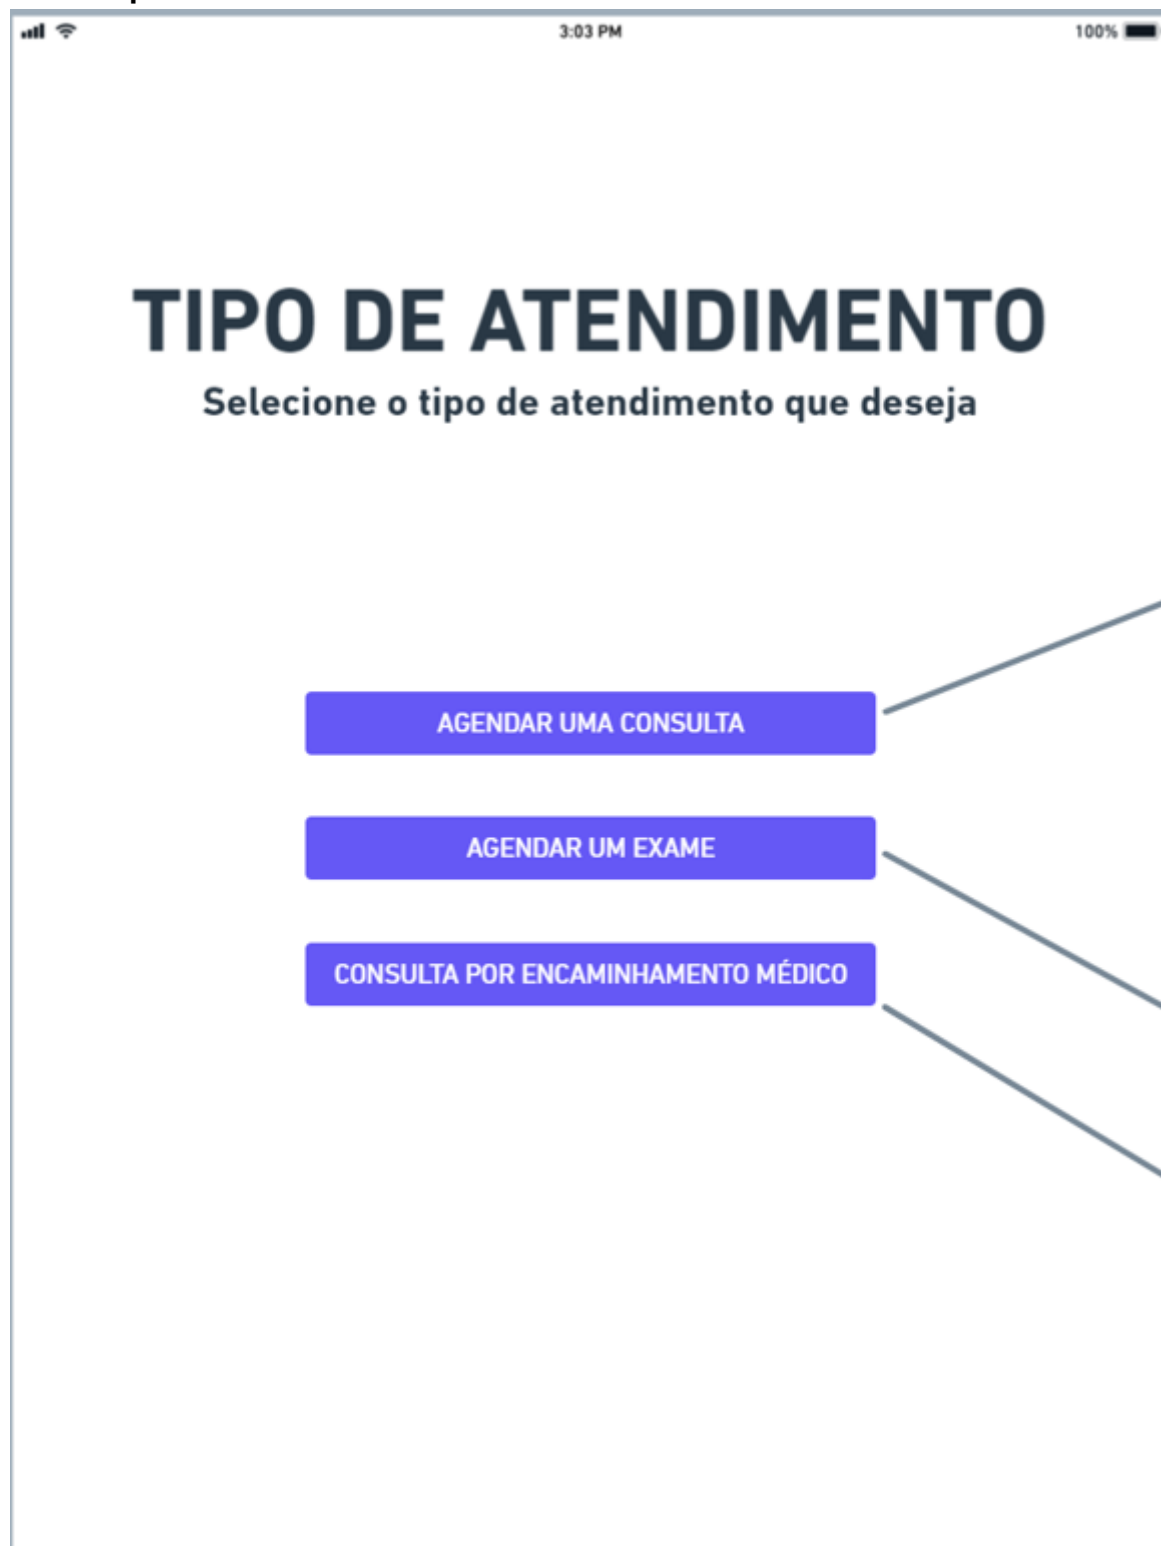 3:03 PM
100%
TIPO DE ATENDIMENTO
Selecione o tipo de atendimento que deseja
AGENDAR UMA CONSULTA
AGENDAR UM EXAME
CONSULTA POR ENCAMINHAMENTO MÉDICO